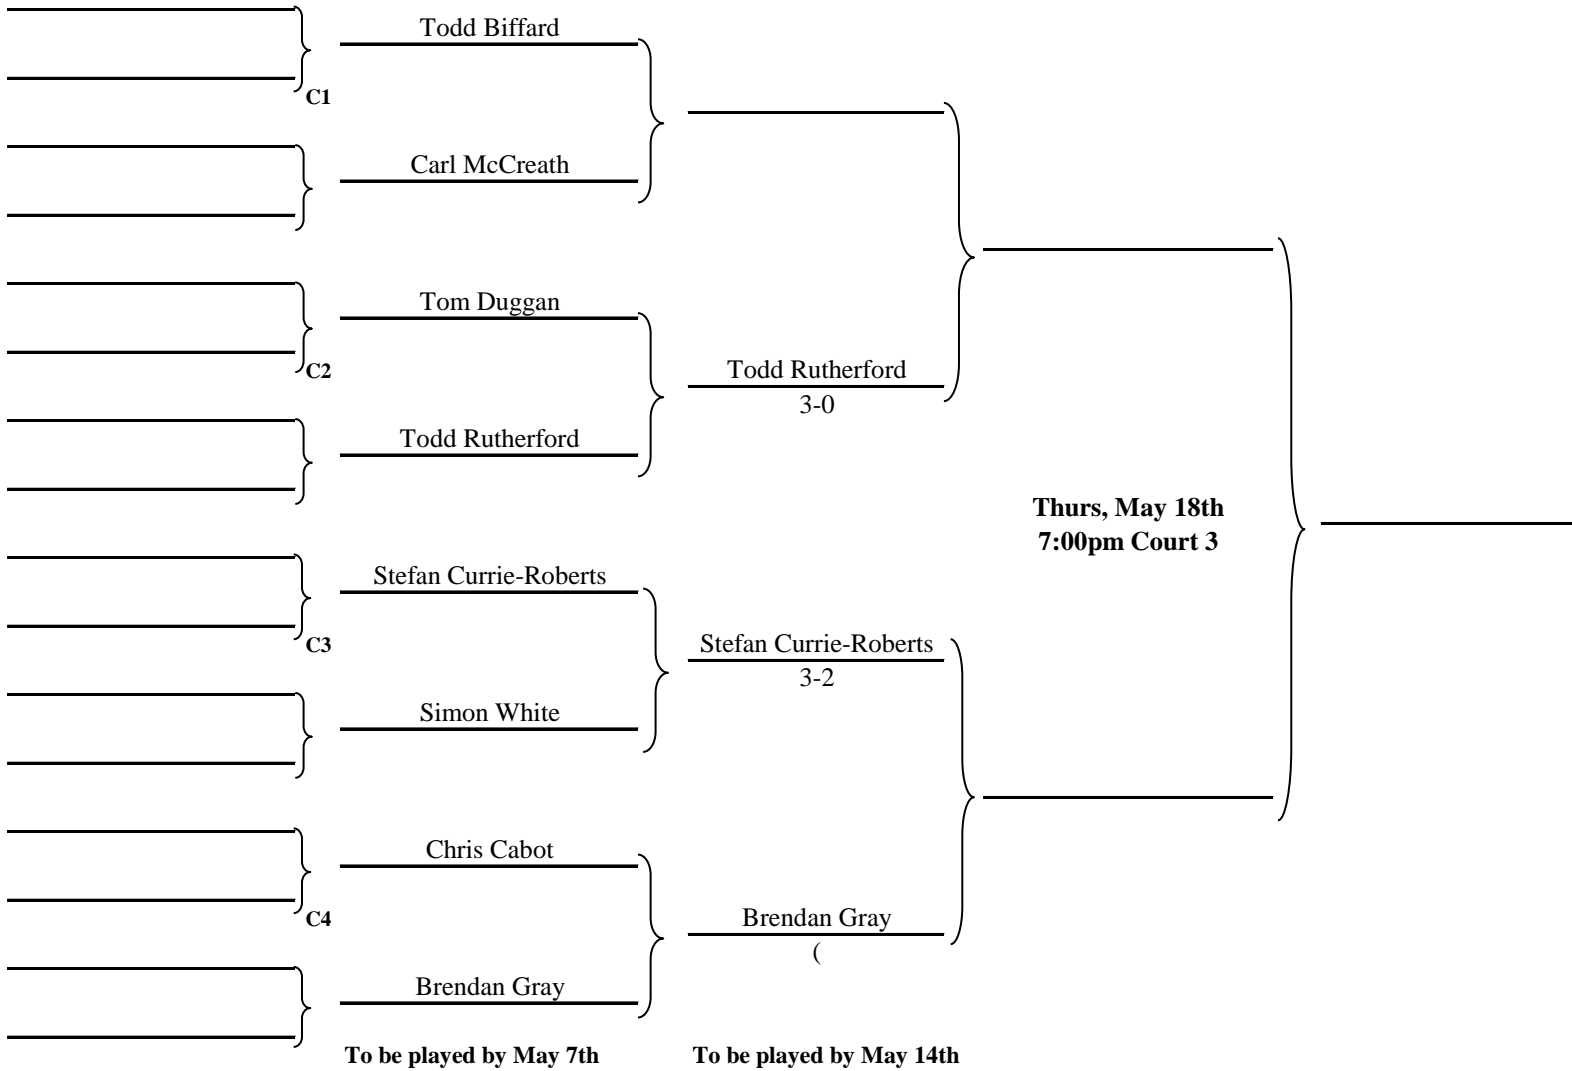 Todd Biffard
C1
Carl McCreath
Tom Duggan
C2
Todd Rutherford
3-0
Todd Rutherford
Thurs, May 18th
7:00pm Court 3
Stefan Currie-Roberts
C3
Stefan Currie-Roberts
3-2
Simon White
Chris Cabot
C4
Brendan Gray
(
Brendan Gray
To be played by May 7th
To be played by May 14th